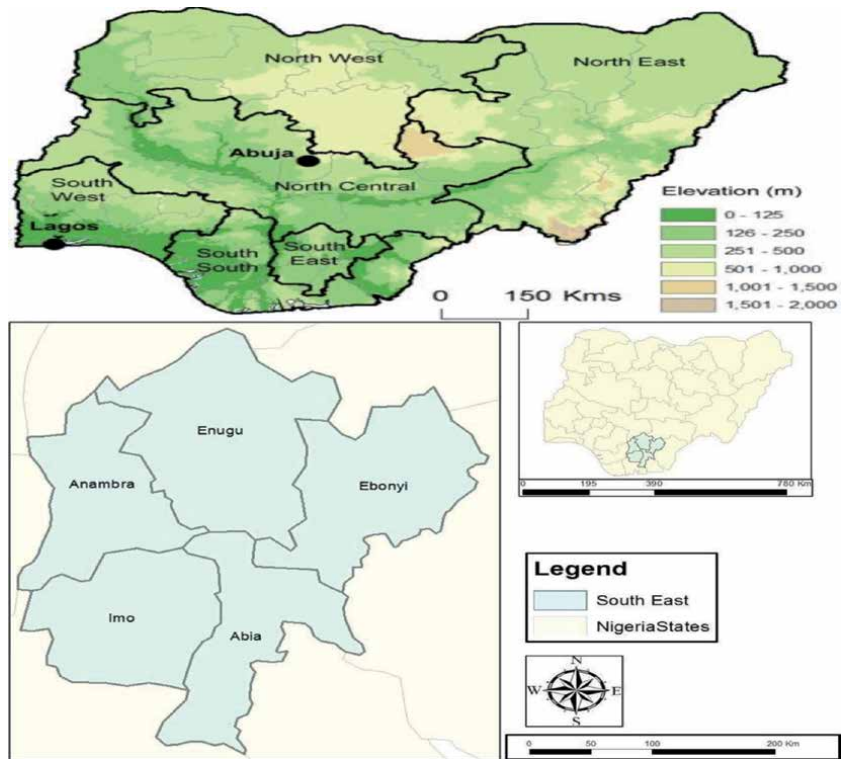 North West
North East
Abuja
South
West
North Central
Lagos
South
South
South
East
Elevation (m)
0 - 125
126 - 250
251 - 500
501 - 1,000
1,001 - 1,500
1,501 - 2,000
0 150 Kms
Enugu
Anambra
Ebonyi
Imo
Abia
0 195 390 780 Km
Legend
South East
NigeriaStates
N
W E
S
0 50 100 200 Km